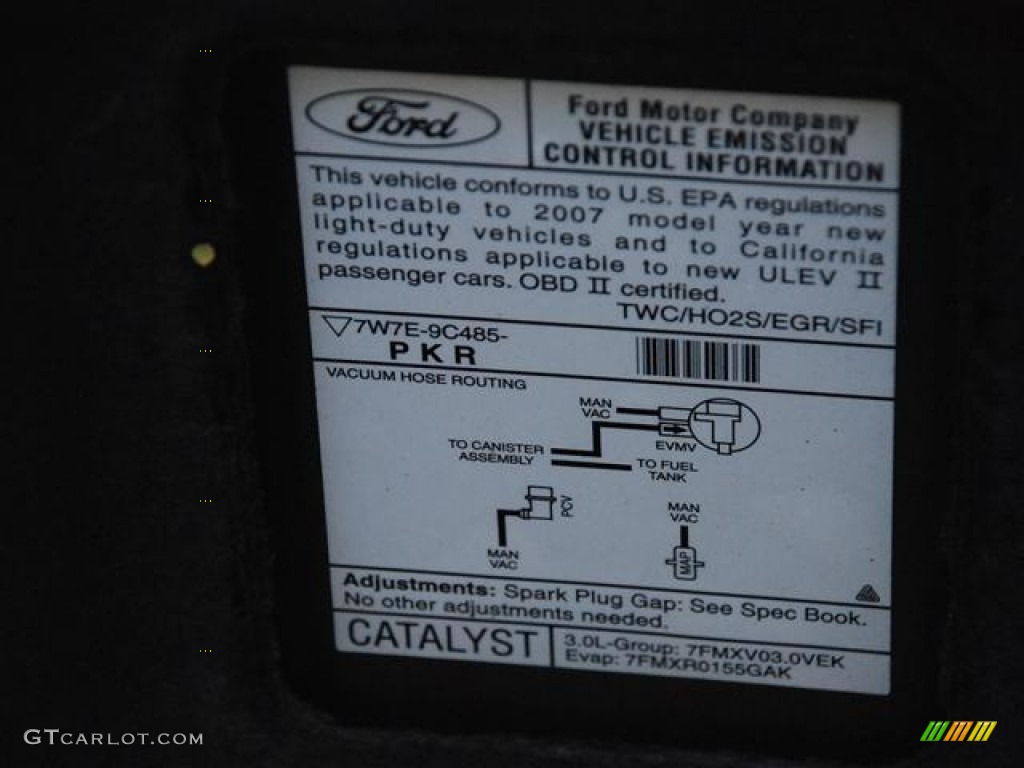 Ford
Ford Motor Company
VEHICLE EMISSION
CONTROL INFORMATION
This vehicle conforms to U.S. EPA regulations
applicable to 2007 model year new
light-duty vehicles and to California
regulations applicable to new ULEV II
passenger cars. OBD II certified.
TWC/HO2S/EGR/SFI
7W7E-9C485-
PKR
VACUUM HOSE ROUTING
MAN
VAC
EVMV
TO CANISTER
ASSEMBLY
TO FUEL
TANK
PCV
MAN
VAC
MAN
VAC
MAP
Adjustments: Spark Plug Gap: See Spec Book.
No other adjustments needed.
CATALYST
3.0L-Group: 7FMXV03.0VEK
Evap: 7FMXR0155GAK
GTCARLOT.COM